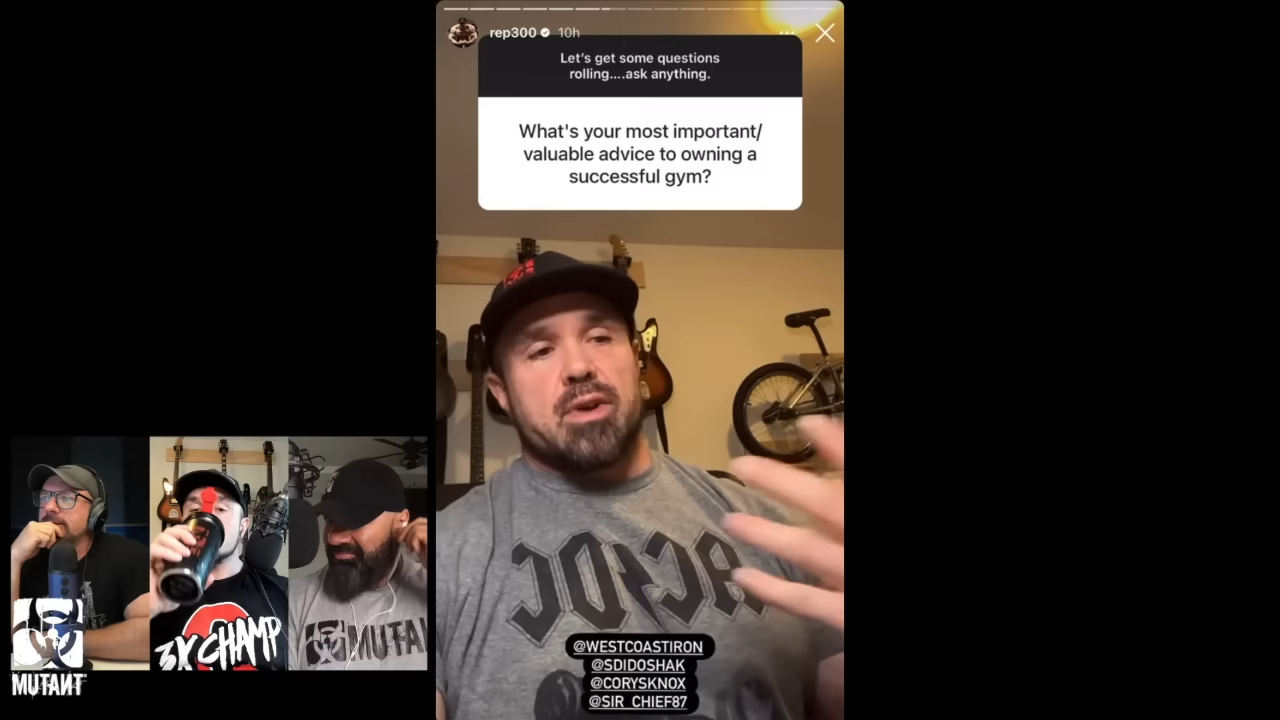 rep300 10h
Let's get some questions
rolling....ask anything.
What's your most important/
valuable advice to owning a
successful gym?
@WESTCOASTIRON
@SDIDOSHAK
@CORYSKNOX
@SIR_CHIEF87
3X CHAMP
MUTA
MUTANT